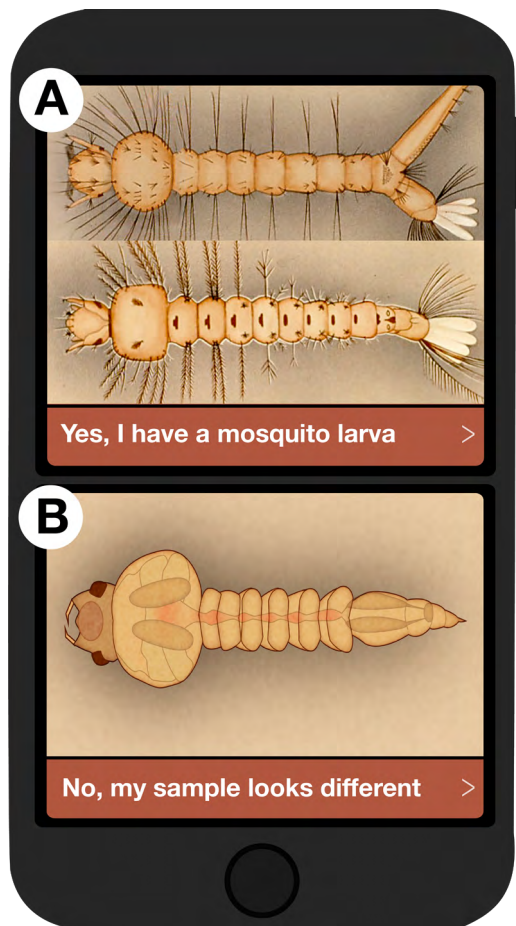 A
Yes, I have a mosquito larva >
B
No, my sample looks different >